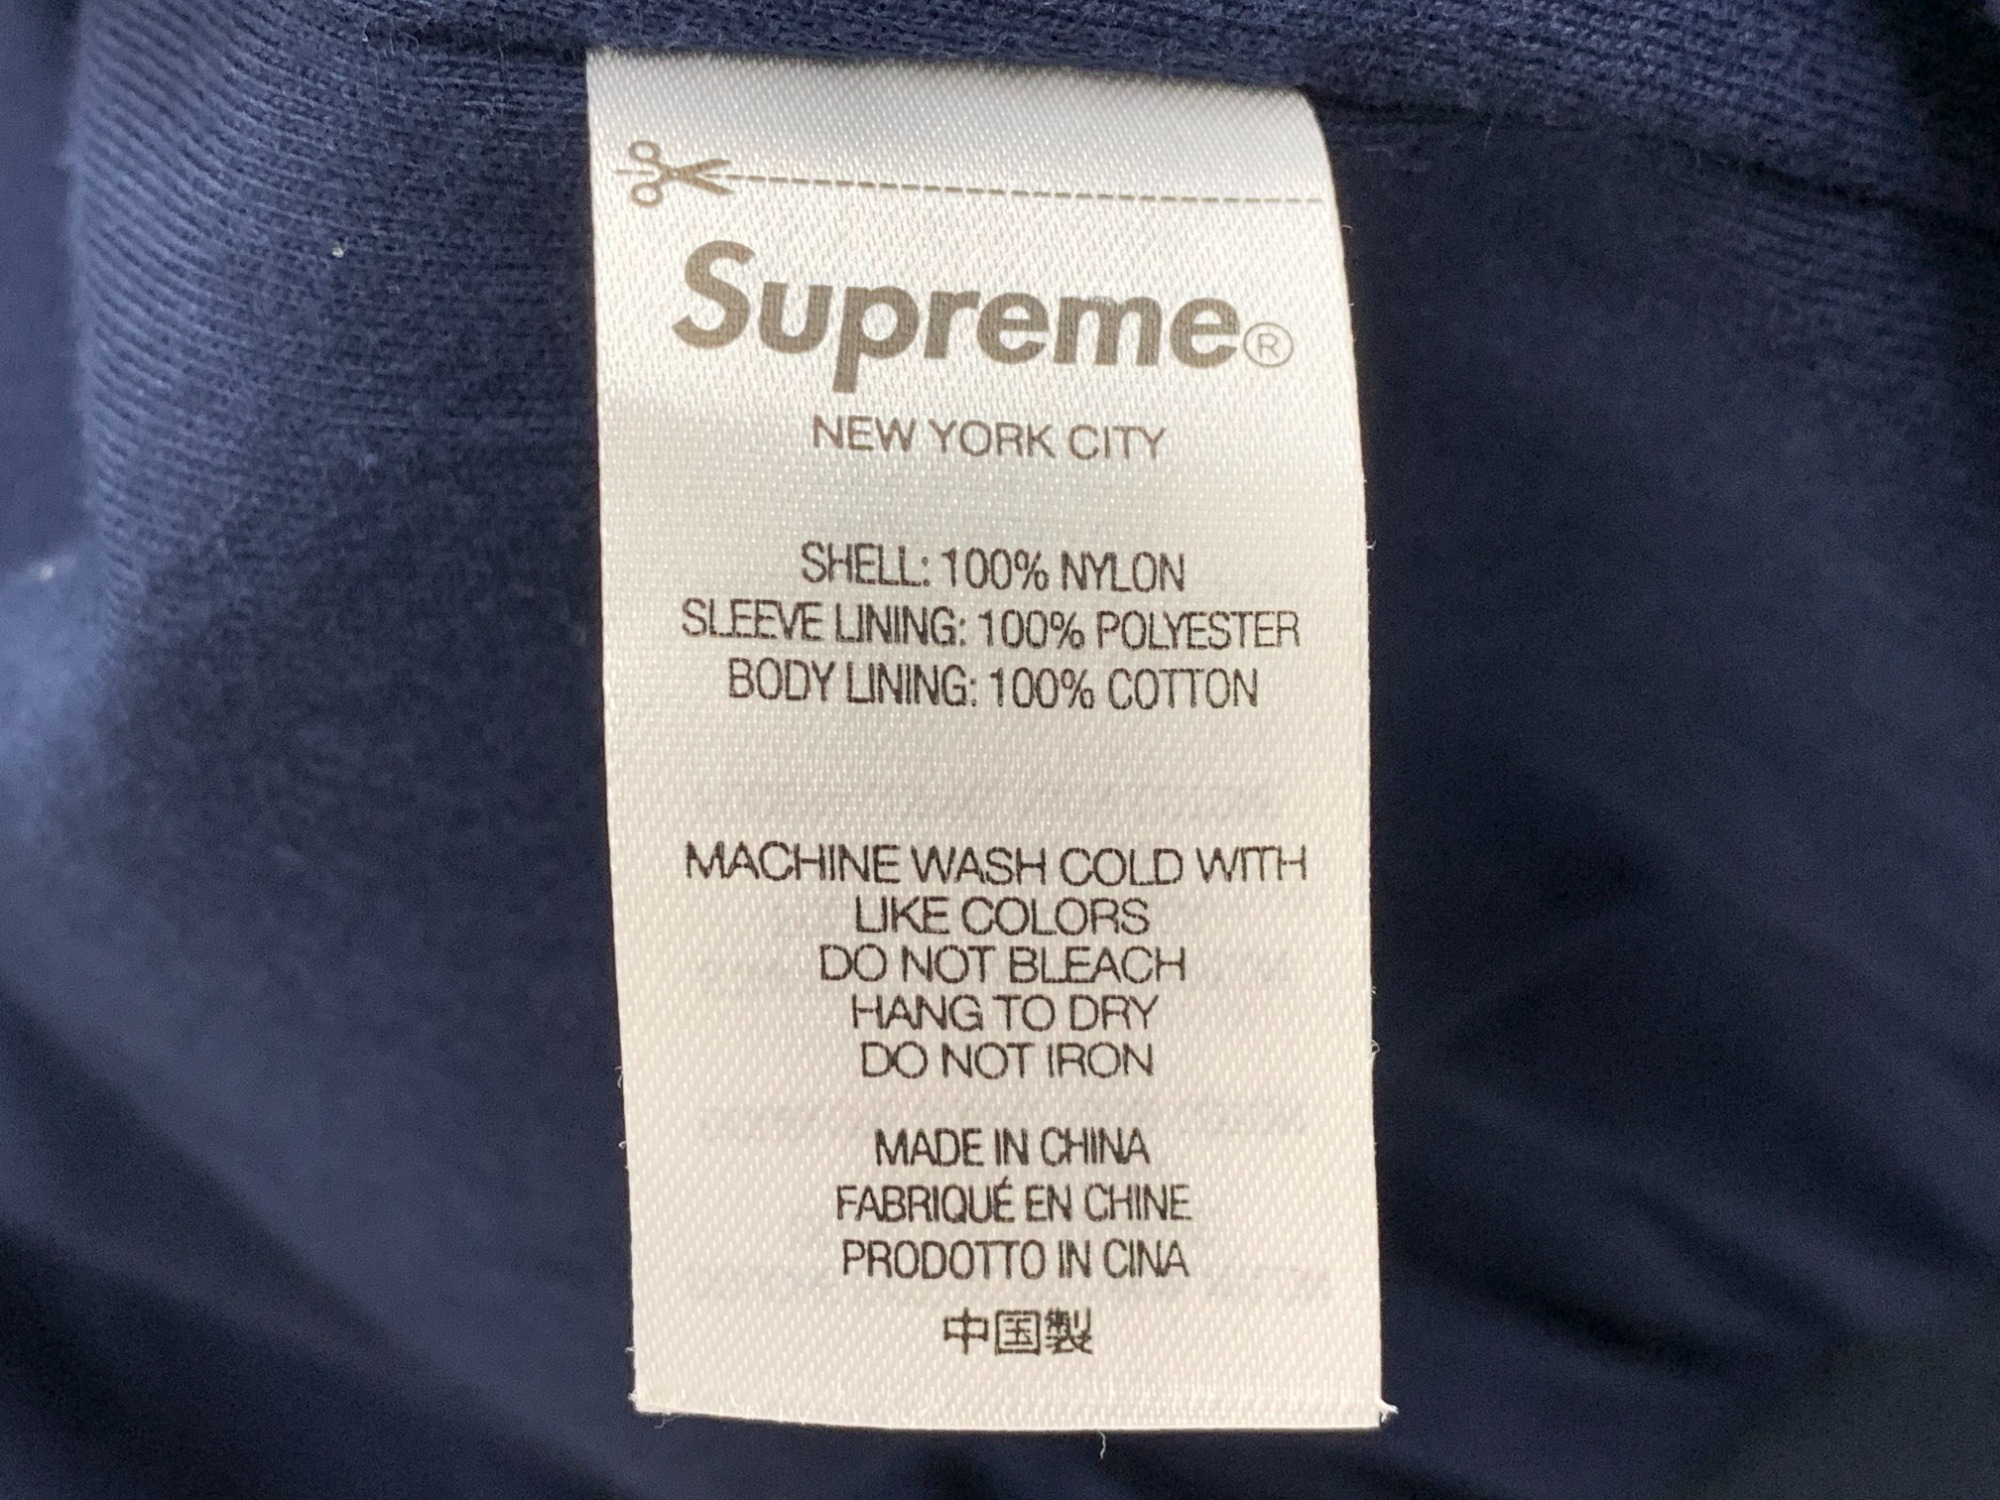 Supreme®
NEW YORK CITY
SHELL: 100% NYLON
SLEEVE LINING: 100% POLYESTER
BODY LINING: 100% COTTON
MACHINE WASH COLD WITH
LIKE COLORS
DO NOT BLEACH
HANG TO DRY
DO NOT IRON
MADE IN CHINA
FABRIQUÉ EN CHINE
PRODOTTO IN CINA
中国製